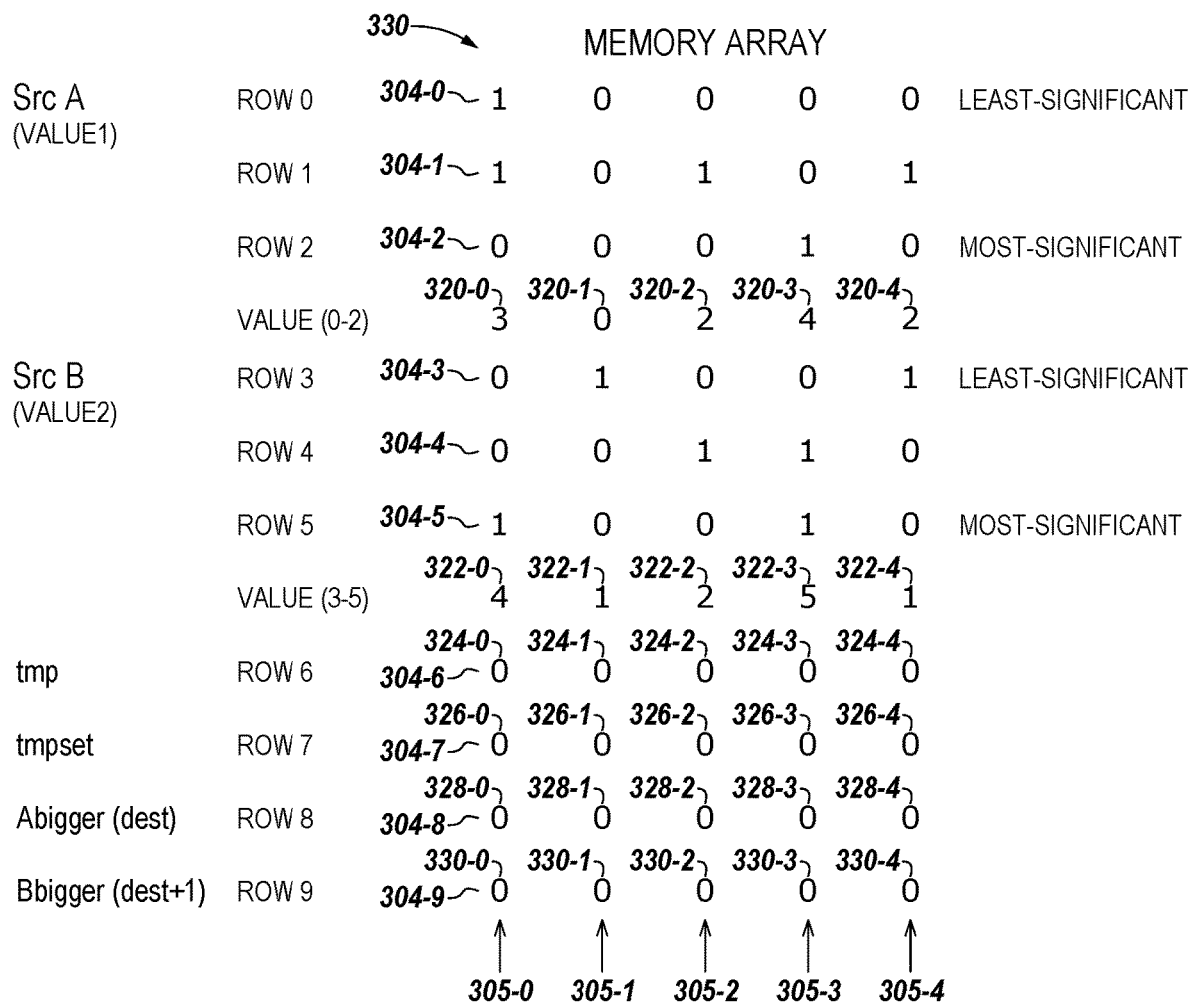 330 MEMORY ARRAY
Src A ROW 0 304-0 1 0 0 0 0 LEAST-SIGNIFICANT
(VALUE1)
ROW 1 304-1 1 0 1 0 1
ROW 2 304-2 0 0 0 1 0 MOST-SIGNIFICANT
320-0 320-1 320-2 320-3 320-4
VALUE (0-2) 3 0 2 4 2
Src B ROW 3 304-3 0 1 0 0 1 LEAST-SIGNIFICANT
(VALUE2)
ROW 4 304-4 0 0 1 1 0
ROW 5 304-5 1 0 0 1 0 MOST-SIGNIFICANT
322-0 322-1 322-2 322-3 322-4
VALUE (3-5) 4 1 2 5 1
324-0 324-1 324-2 324-3 324-4
tmp ROW 6 304-6 0 0 0 0 0
326-0 326-1 326-2 326-3 326-4
tmpset ROW 7 304-7 0 0 0 0 0
328-0 328-1 328-2 328-3 328-4
Abigger (dest) ROW 8 304-8 0 0 0 0 0
330-0 330-1 330-2 330-3 330-4
Bbigger (dest+1) ROW 9 304-9 0 0 0 0 0
305-0 305-1 305-2 305-3 305-4